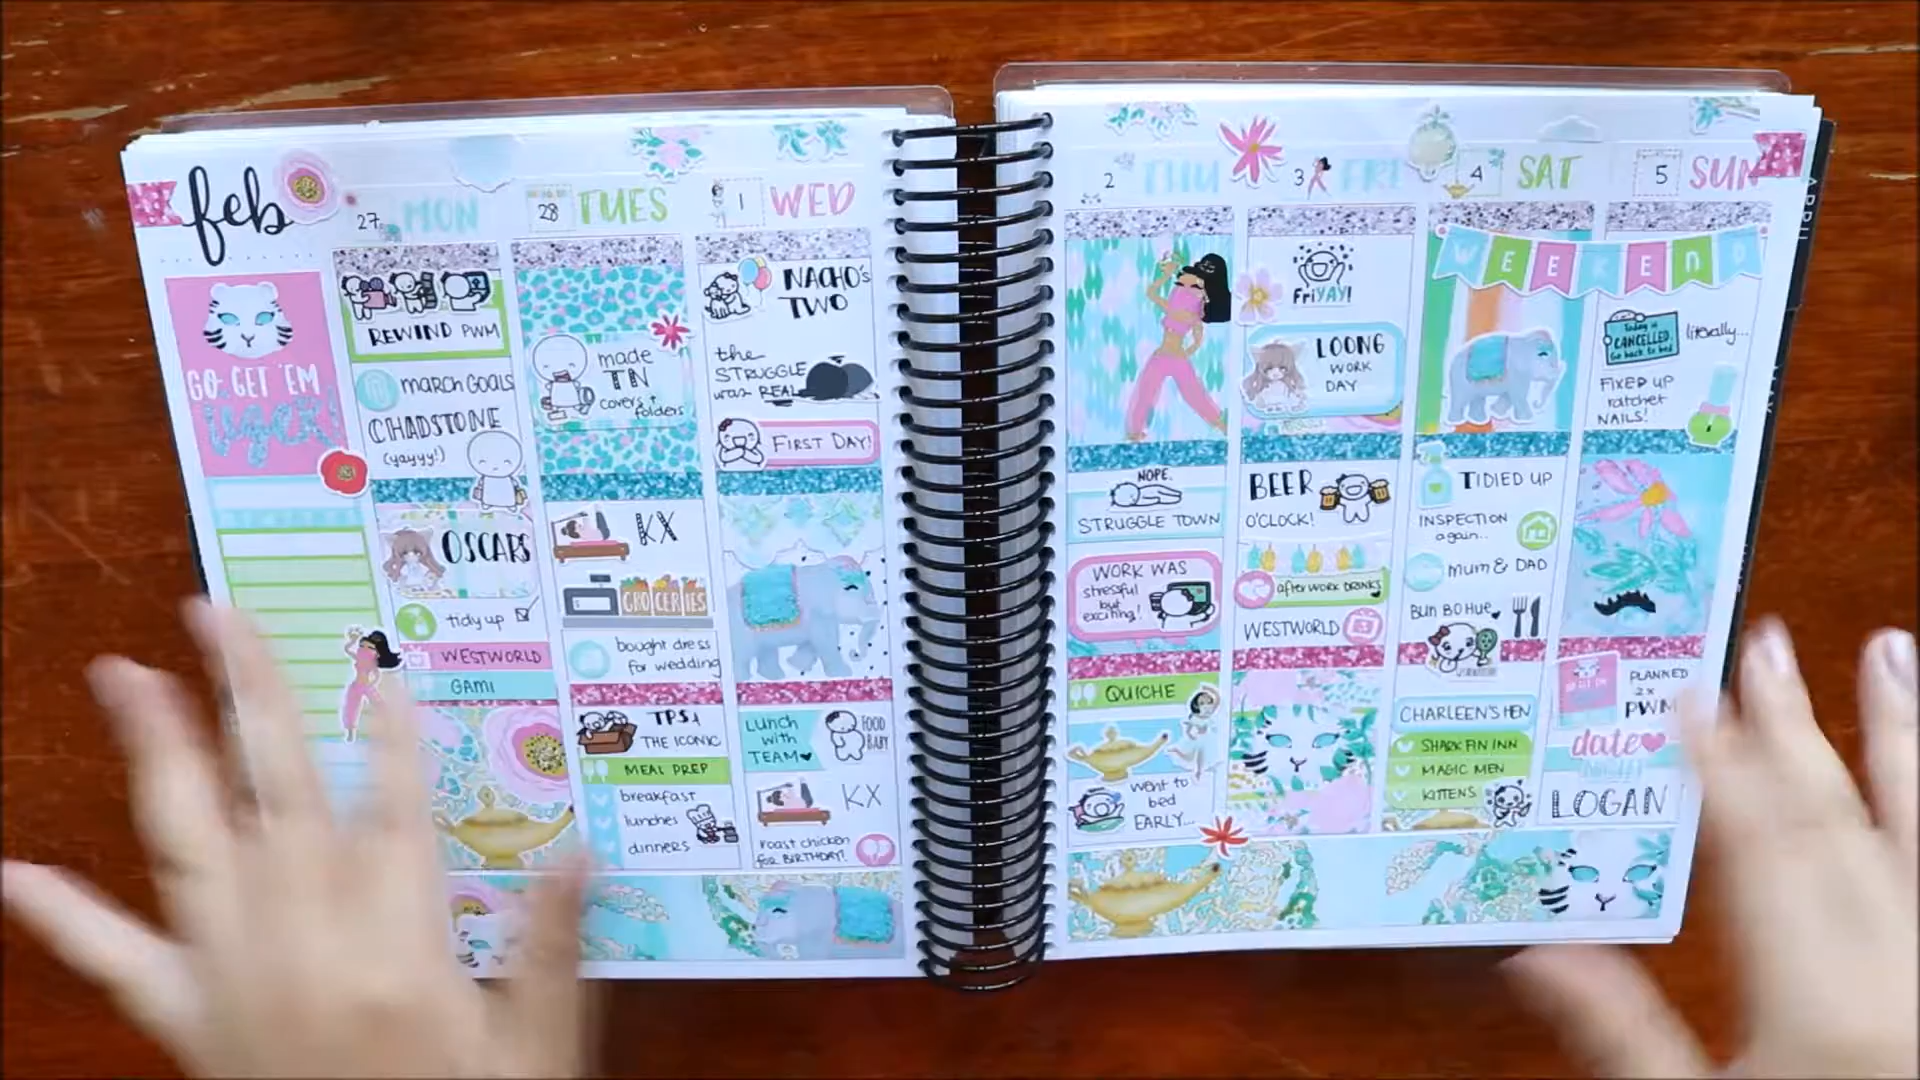 feb
GO GET 'EM
tiger!
27 MON
REWIND PWM
march GOALS
CHADSTONE
(yayyy!)
OSCARS
tidy up
WESTWORLD
GAMI
28 TUES
made
TN
covers +
folders
KX
GROCERIES
bought dress
for wedding
TPS +
THE ICONIC
MEAL PREP
breakfast
lunches
dinners
1 WED
NACHO's
TWO
the
STRUGGLE
was REAL
FIRST DAY!
Lunch
with
TEAM
FOOD
BABY
KX
roast chicken
for BIRTHDAY!
2 THU
NOPE.
STRUGGLE TOWN
WORK WAS
stressful
but
exciting!
QUICHE
went to
bed
EARLY...
3 FRI
FriYAY!
LOONG
WORK
DAY
BEER
O'CLOCK!
after work DRINKS
WESTWORLD
4 SAT
WEEKEND
TIDIED UP
INSPECTION
again..
mum & DAD
Bun Bo Hue
CHARLEEN'S HEN
SHARK FIN INN
MAGIC MEN
KITTENS
5 SUN
Today is
CANCELLED.
Go back to bed
literally...
FIXED UP
ratchet
NAILS!
PLANNED
2x
PWM
date
LOGAN
APRIL